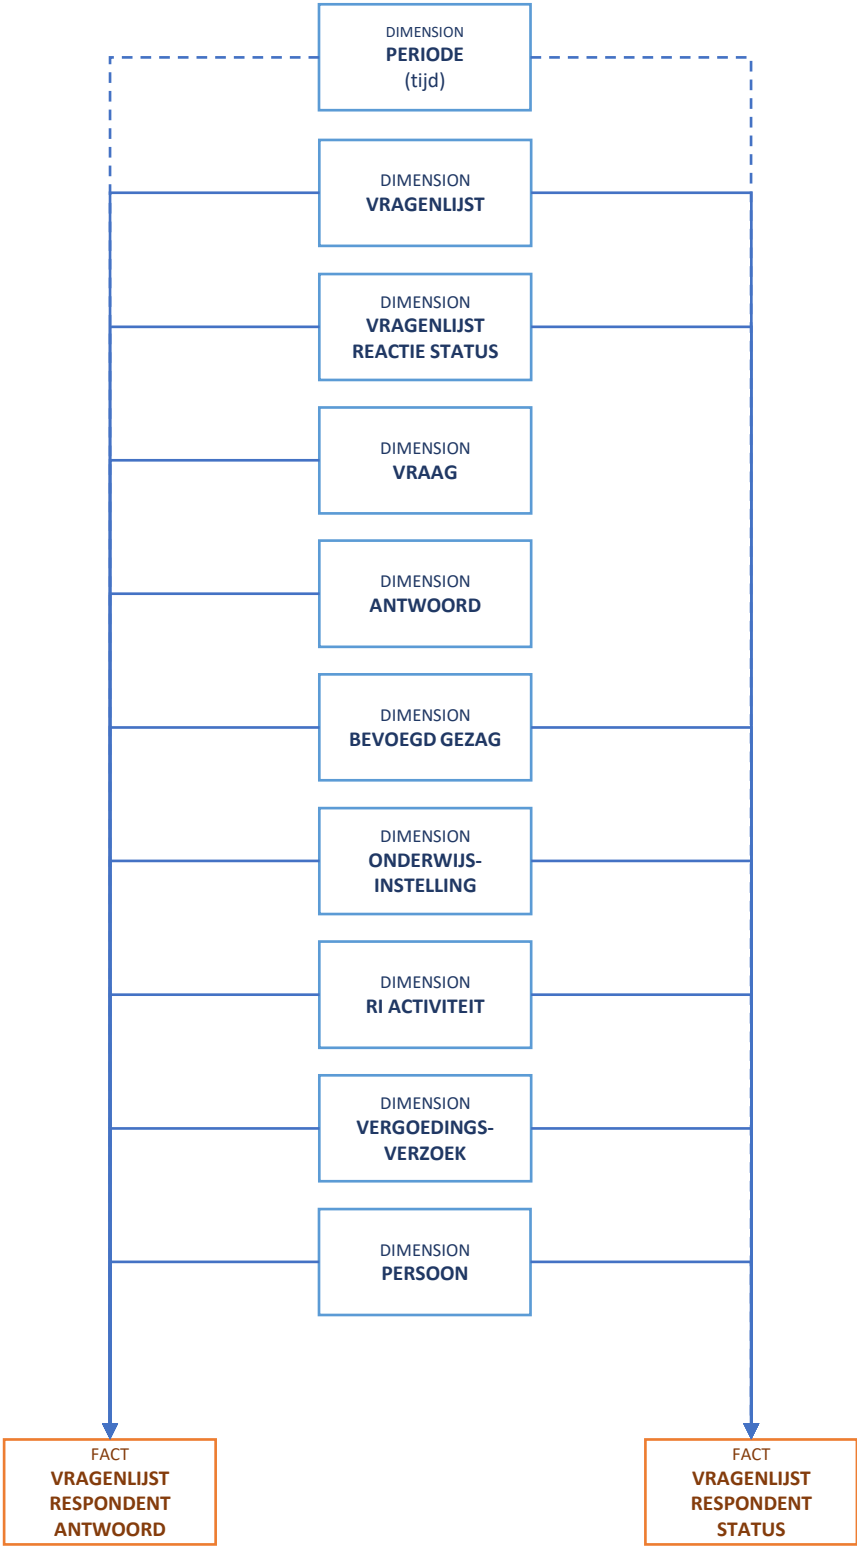 DIMENSION
PERIODE
(tijd)
DIMENSION
VRAGENLIJST
DIMENSION
VRAGENLIJST
REACTIE STATUS
DIMENSION
VRAAG
DIMENSION
ANTWOORD
DIMENSION
BEVOEGD GEZAG
DIMENSION
ONDERWIJS-
INSTELLING
DIMENSION
RI ACTIVITEIT
DIMENSION
VERGOEDINGS-
VERZOEK
DIMENSION
PERSOON
FACT
VRAGENLIJST
RESPONDENT
ANTWOORD
FACT
VRAGENLIJST
RESPONDENT
STATUS